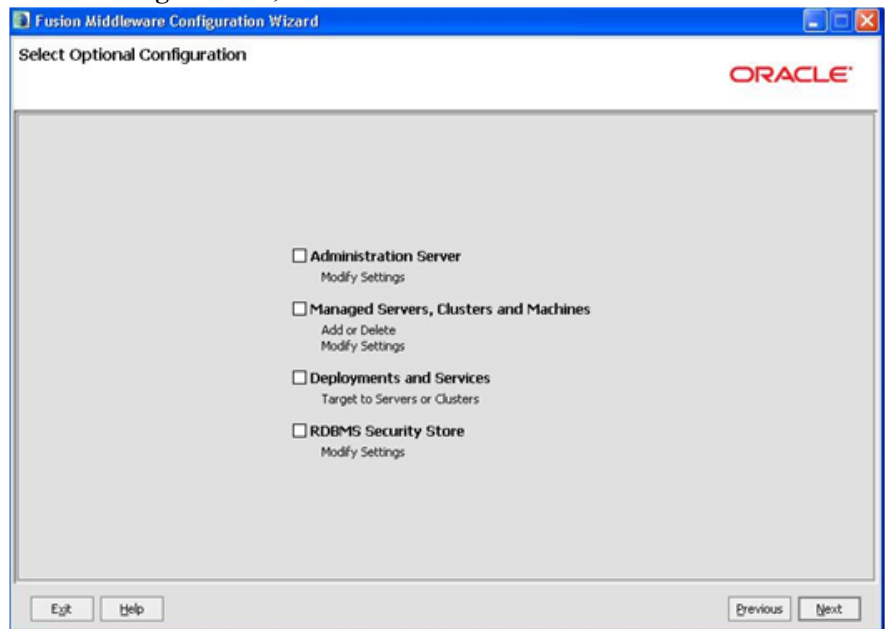 Fusion Middleware Configuration Wizard
Select Optional Configuration
ORACLE
Administration Server
Modify Settings
Managed Servers, Clusters and Machines
Add or Delete
Modify Settings
Deployments and Services
Target to Servers or Clusters
RDBMS Security Store
Modify Settings
Exit Help Previous Next